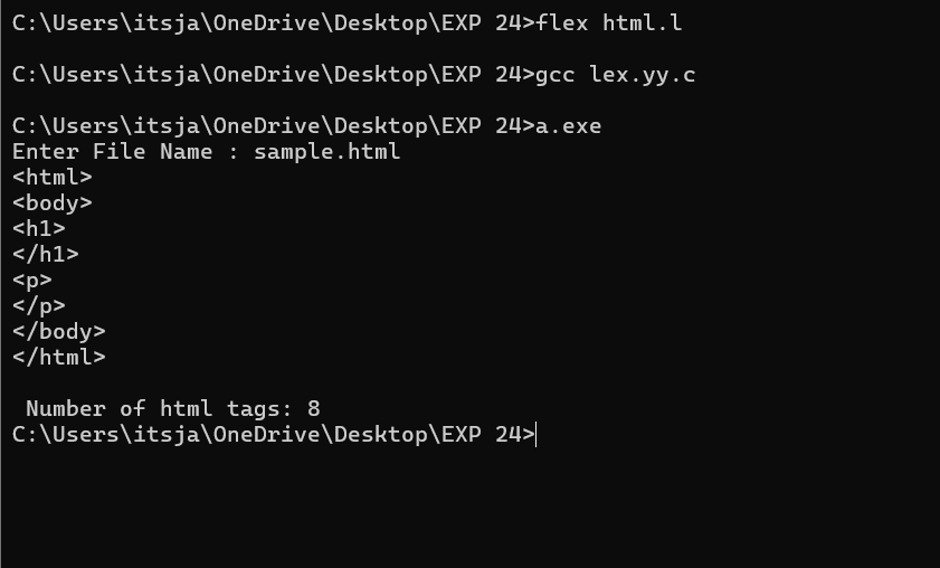 C:\Users\itsja\OneDrive\Desktop\EXP 24>flex html.l
C:\Users\itsja\OneDrive\Desktop\EXP 24>gcc lex.yy.c
C:\Users\itsja\OneDrive\Desktop\EXP 24>a.exe
Enter File Name : sample.html
<html>
<body>
<h1>
</h1>
<p>
</p>
</body>
</html>
Number of html tags: 8
C:\Users\itsja\OneDrive\Desktop\EXP 24>